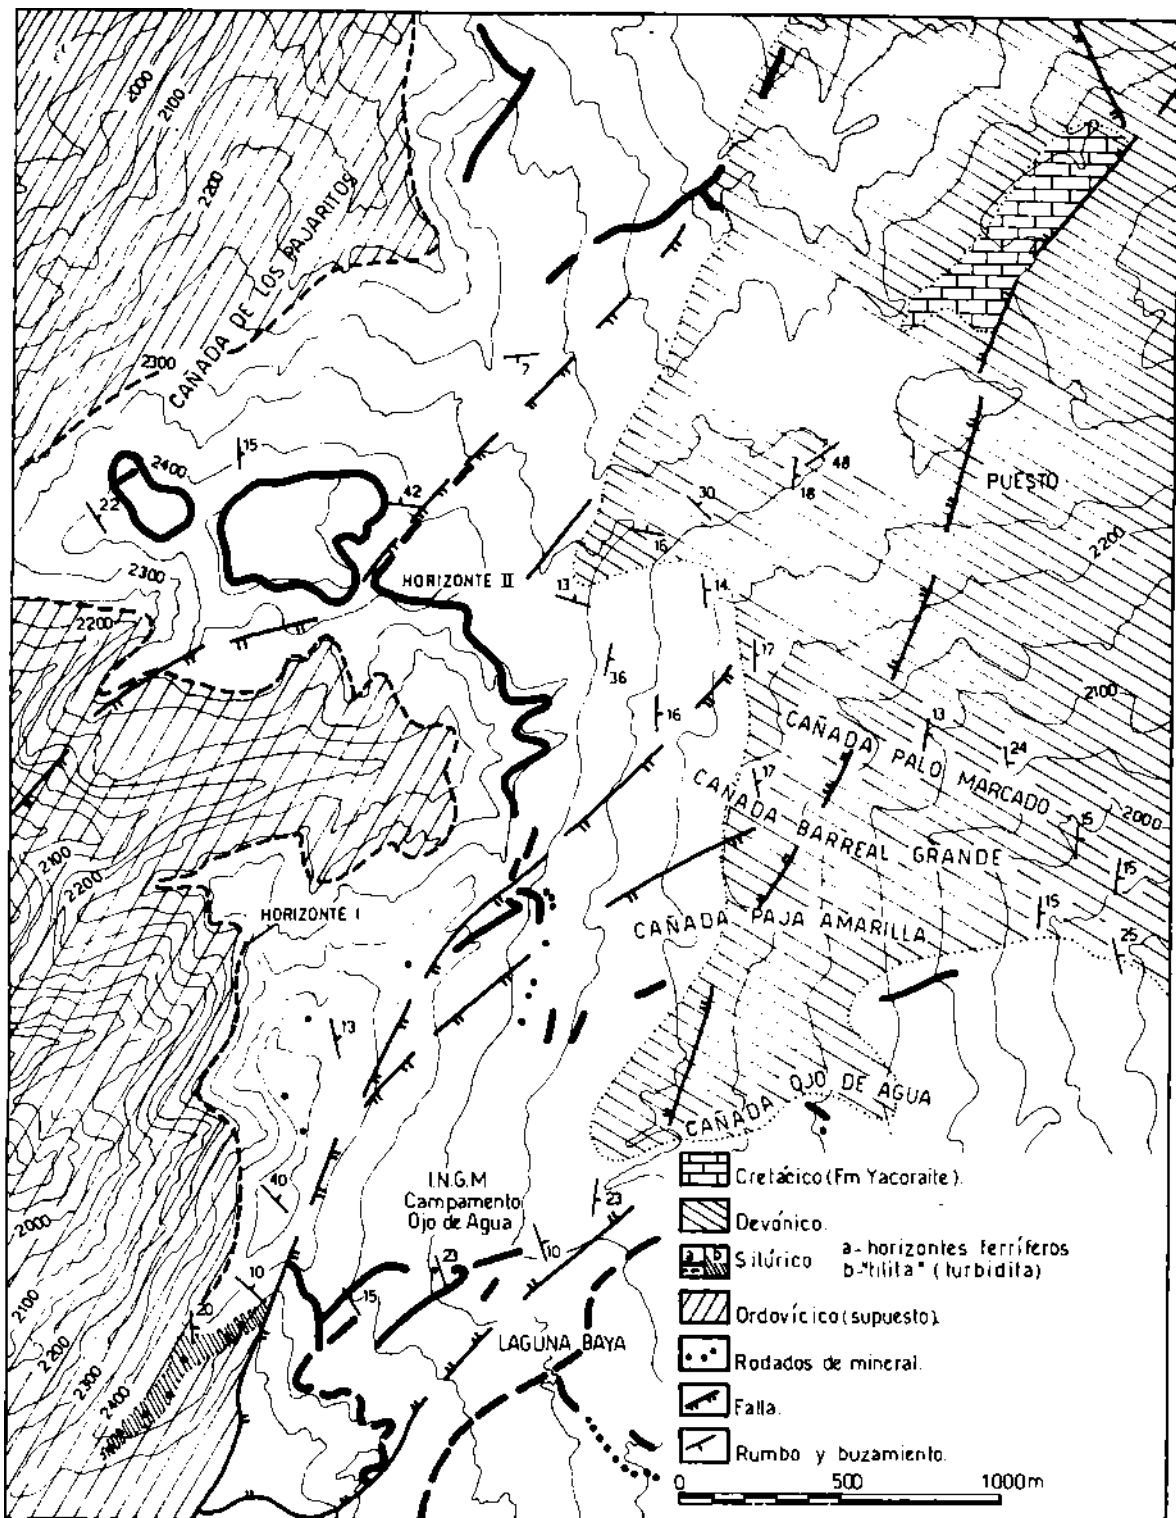 2000
2100
2200
CAÑADA DE LOS PAJARITOS
2300
15
2400
22
42
2300
HORIZONTE II
2200
7
48
18
30
16
13
14
PUESTO
2200
36
16
17
2100
13
24
CAÑADA PALO MARCADO
17
CAÑADA BARREAL GRANDE
15
2000
15
CAÑADA PAJA AMARILLA
15
25
2100
2200
HORIZONTE I
13
CAÑADA OJO DE AGUA
40
I.N.G.M
Campamento
Ojo de Agua
23
10
23
10
15
20
2000
2100
2200
2300
2400
LAGUNA BAYA
Cretácico (Fm Yacoraite).
Devónico.
a b
Silúrico
a- horizontes ferríferos
b-"tilita" (turbidita)
Ordovícico (supuesto)
Rodados de mineral.
Falla.
Rumbo y buzamiento.
0 500 1000m